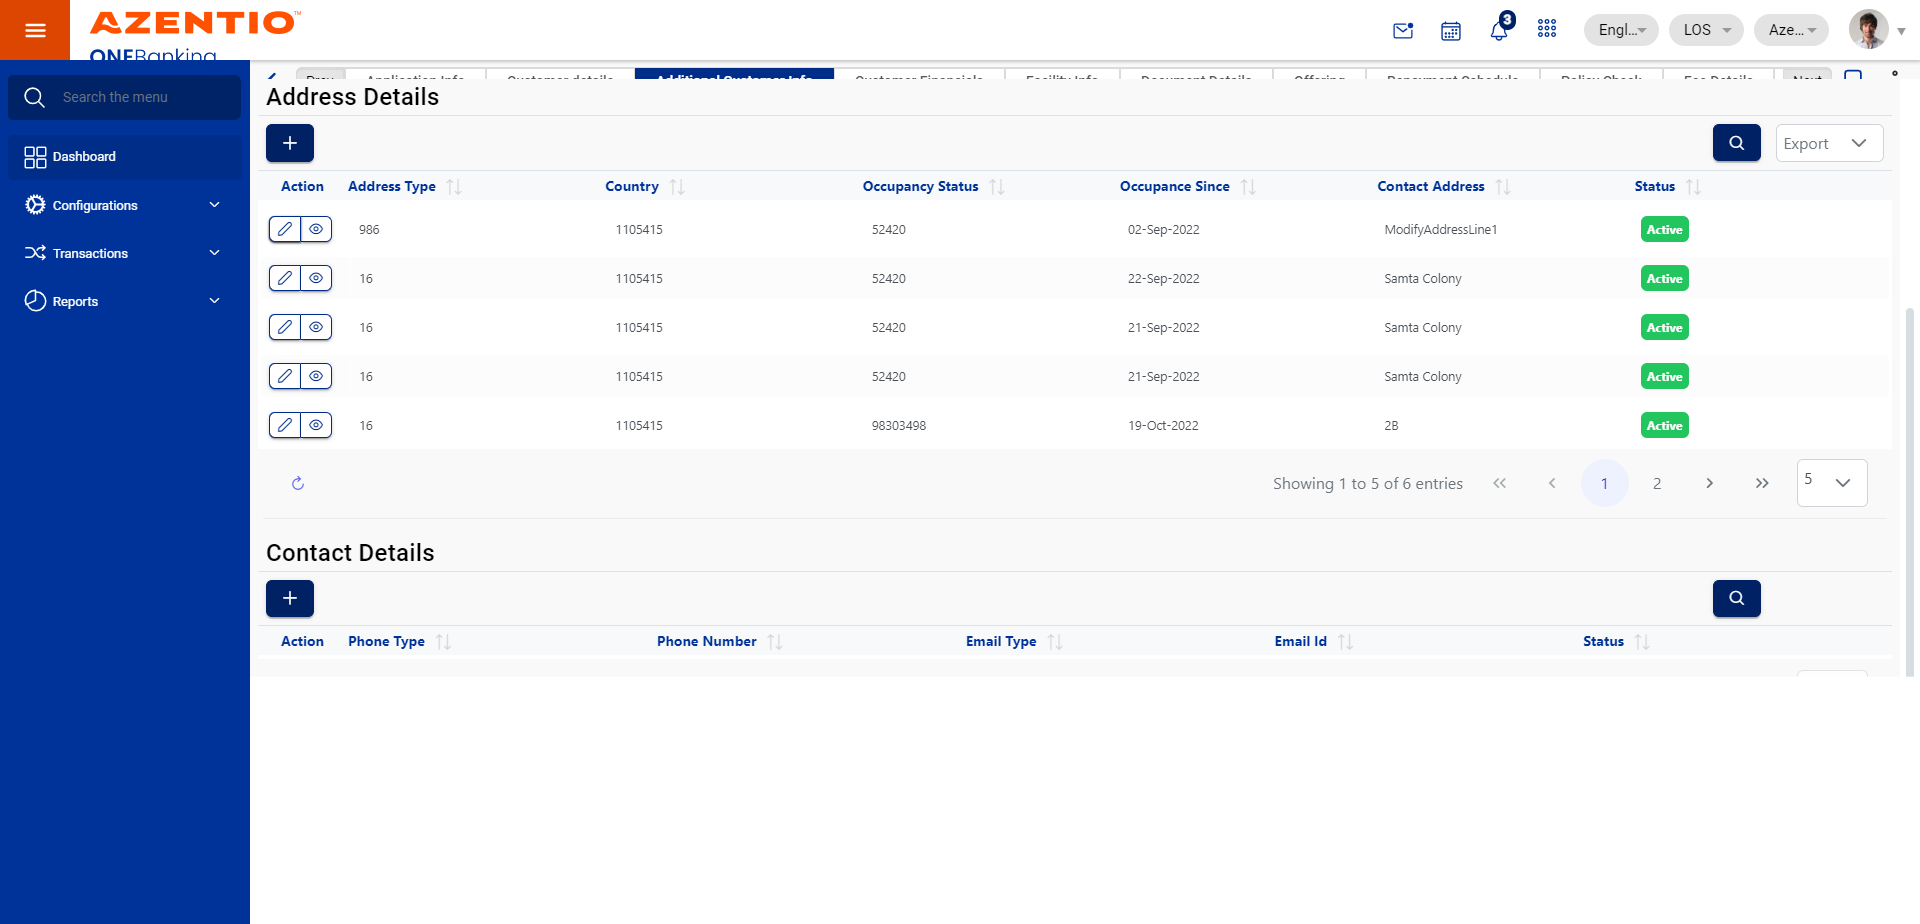 AZENTIO™
ONEBanking
3
Engl...
LOS
Aze...
Search the menu
Dashboard
Configurations
Transactions
Reports
Prev
Application Info
Customer details
Additional Customer Info
Customer Financials
Facility Info
Document Details
Offering
Repayment Schedule
Policy Check
Fee Details
Next
Address Details
+
Export
Action Address Type Country Occupancy Status Occupance Since Contact Address Status
986 1105415 52420 02-Sep-2022 ModifyAddressLine1 Active
16 1105415 52420 22-Sep-2022 Samta Colony Active
16 1105415 52420 21-Sep-2022 Samta Colony Active
16 1105415 52420 21-Sep-2022 Samta Colony Active
16 1105415 98303498 19-Oct-2022 2B Active
Showing 1 to 5 of 6 entries « ‹ 1 2 › » 5
Contact Details
+
Action Phone Type Phone Number Email Type Email Id Status